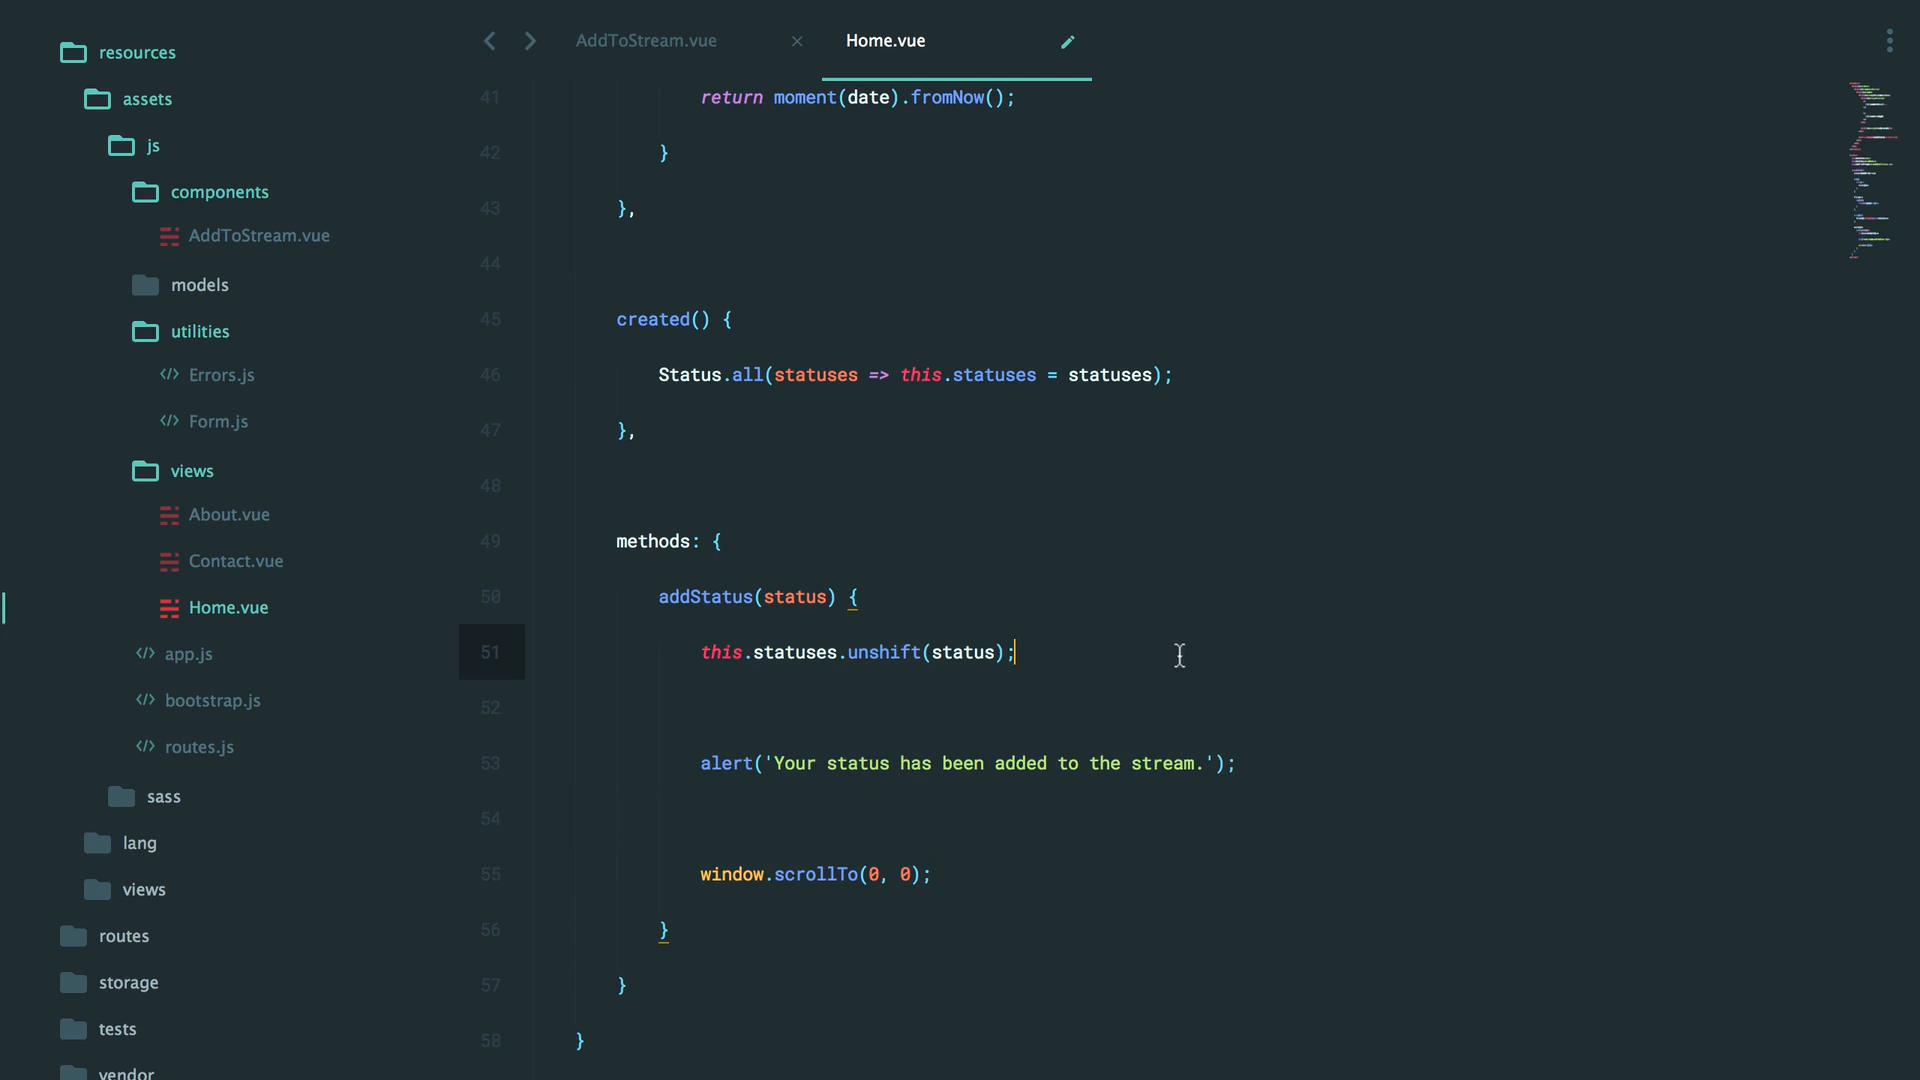 resources
assets
js
components
AddToStream.vue
models
utilities
Errors.js
Form.js
views
About.vue
Contact.vue
Home.vue
app.js
bootstrap.js
routes.js
sass
lang
views
routes
storage
tests
vendor
AddToStream.vue
Home.vue
41 return moment(date).fromNow();
42 }
43 },
44
45 created() {
46 Status.all(statuses => this.statuses = statuses);
47 },
48
49 methods: {
50 addStatus(status) {
51 this.statuses.unshift(status);
52
53 alert('Your status has been added to the stream.');
54
55 window.scrollTo(0, 0);
56 }
57 }
58 }